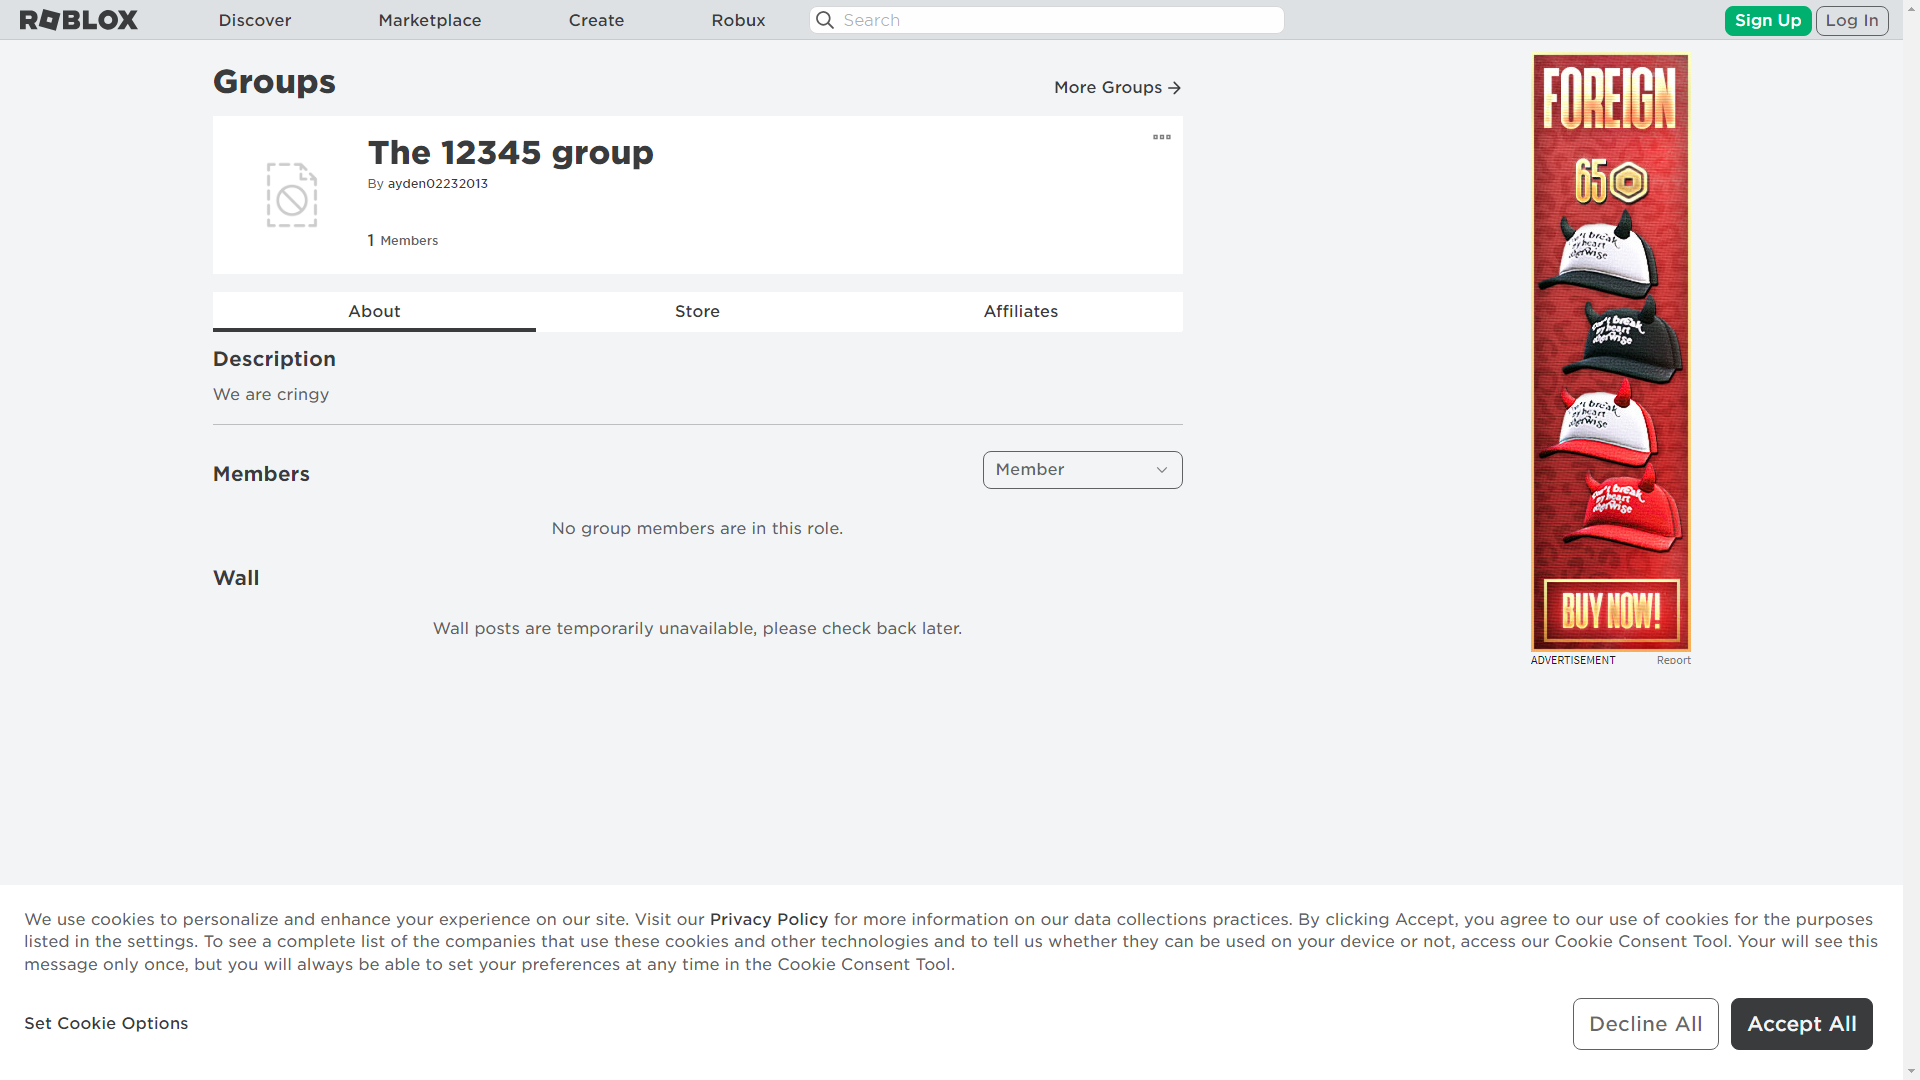 ROBLOX
Discover
Marketplace
Create
Robux
Search
Sign Up
Log In
Groups
More Groups
The 12345 group
By ayden02232013
1 Members
About
Store
Affiliates
Description
We are cringy
Members
Member
No group members are in this role.
Wall
Wall posts are temporarily unavailable, please check back later.
FOREIGN
65
BUY NOW!
ADVERTISEMENT
Report
We use cookies to personalize and enhance your experience on our site. Visit our Privacy Policy for more information on our data collections practices. By clicking Accept, you agree to our use of cookies for the purposes
listed in the settings. To see a complete list of the companies that use these cookies and other technologies and to tell us whether they can be used on your device or not, access our Cookie Consent Tool. Your will see this
message only once, but you will always be able to set your preferences at any time in the Cookie Consent Tool.
Set Cookie Options
Decline All
Accept All